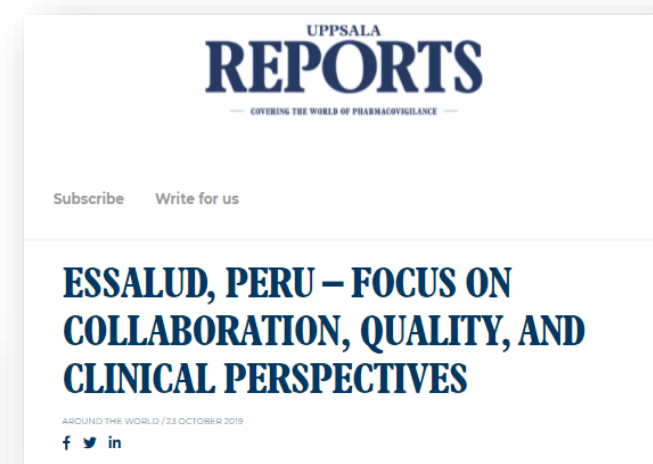 UPPSALA
REPORTS
COVERING THE WORLD OF PHARMACOVIGILANCE
Subscribe Write for us
ESSALUD, PERU – FOCUS ON
COLLABORATION, QUALITY, AND
CLINICAL PERSPECTIVES
AROUND THE WORLD / 23 OCTOBER 2019